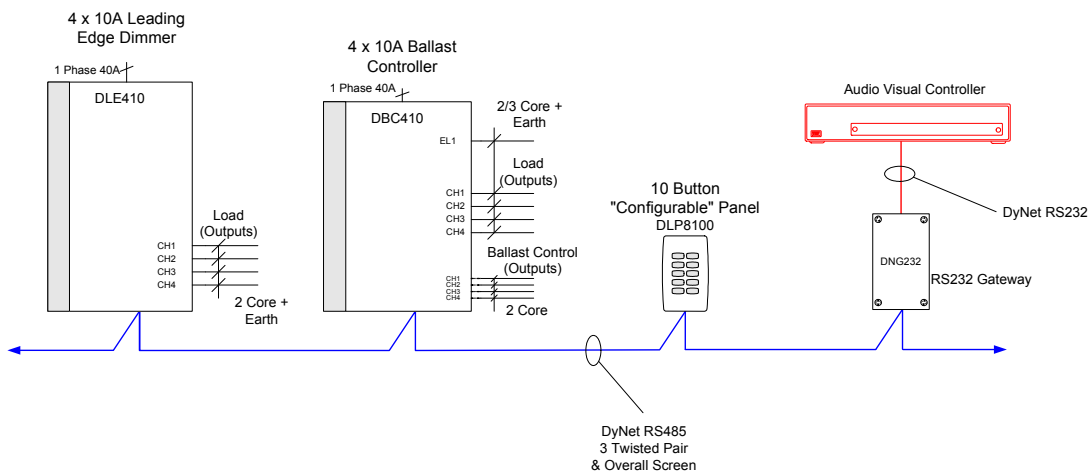 4 x 10A Leading
Edge Dimmer
1 Phase 40A
DLE410
Load
(Outputs)
CH1
CH2
CH3
CH4
2 Core +
Earth
4 x 10A Ballast
Controller
1 Phase 40A
DBC410
2/3 Core +
Earth
EL1
Load
(Outputs)
CH1
CH2
CH3
CH4
Ballast Control
(Outputs)
CH1
CH2
CH3
CH4
2 Core
10 Button
"Configurable" Panel
DLP8100
Audio Visual Controller
DyNet RS232
DNG232
RS232 Gateway
DyNet RS485
3 Twisted Pair
& Overall Screen